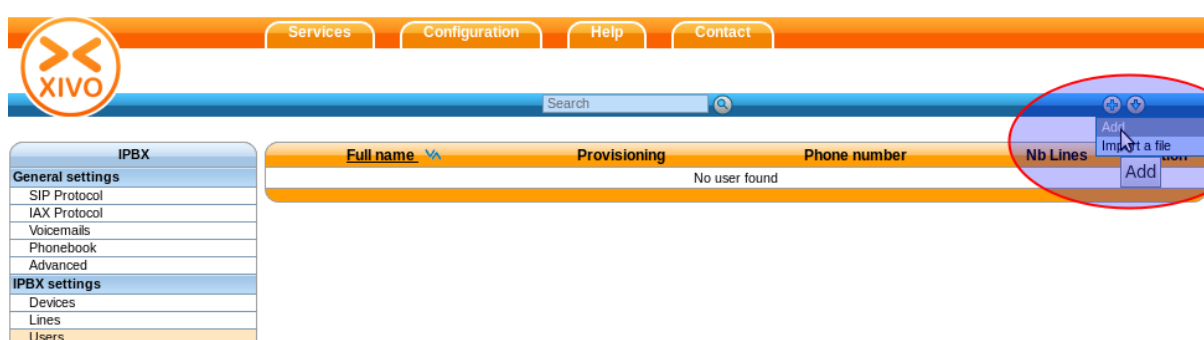 Services Configuration Help Contact
XIVO
Search
Add
Import a file
Add
IPBX
Full name Provisioning Phone number Nb Lines
No user found
General settings
SIP Protocol
IAX Protocol
Voicemails
Phonebook
Advanced
IPBX settings
Devices
Lines
Users